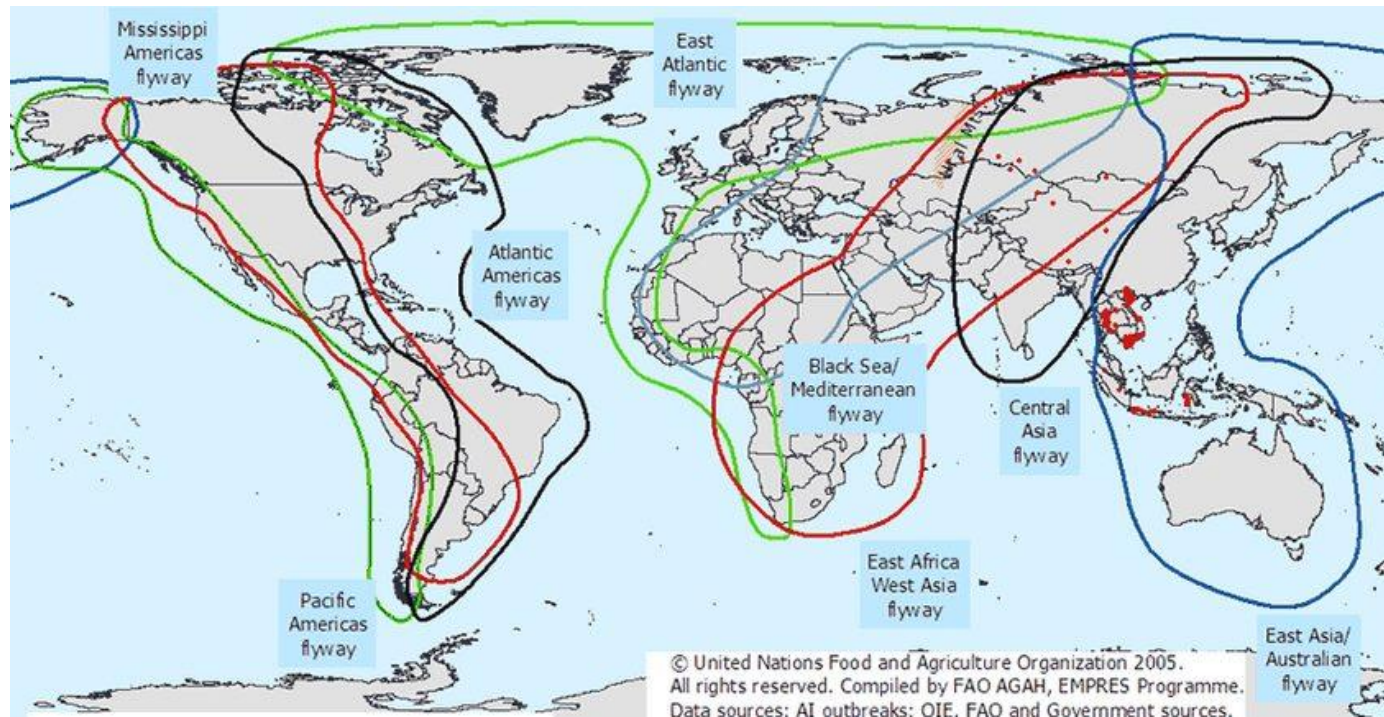 Mississippi
Americas
flyway
East
Atlantic
flyway
Atlantic
Americas
flyway
Black Sea/
Mediterranean
flyway
Central
Asia
flyway
East Africa
West Asia
flyway
Pacific
Americas
flyway
East Asia/
Australian
flyway
© United Nations Food and Agriculture Organization 2005.
All rights reserved. Compiled by FAO AGAH, EMPRES Programme.
Data sources: AI outbreaks: OIE, FAO and Government sources.